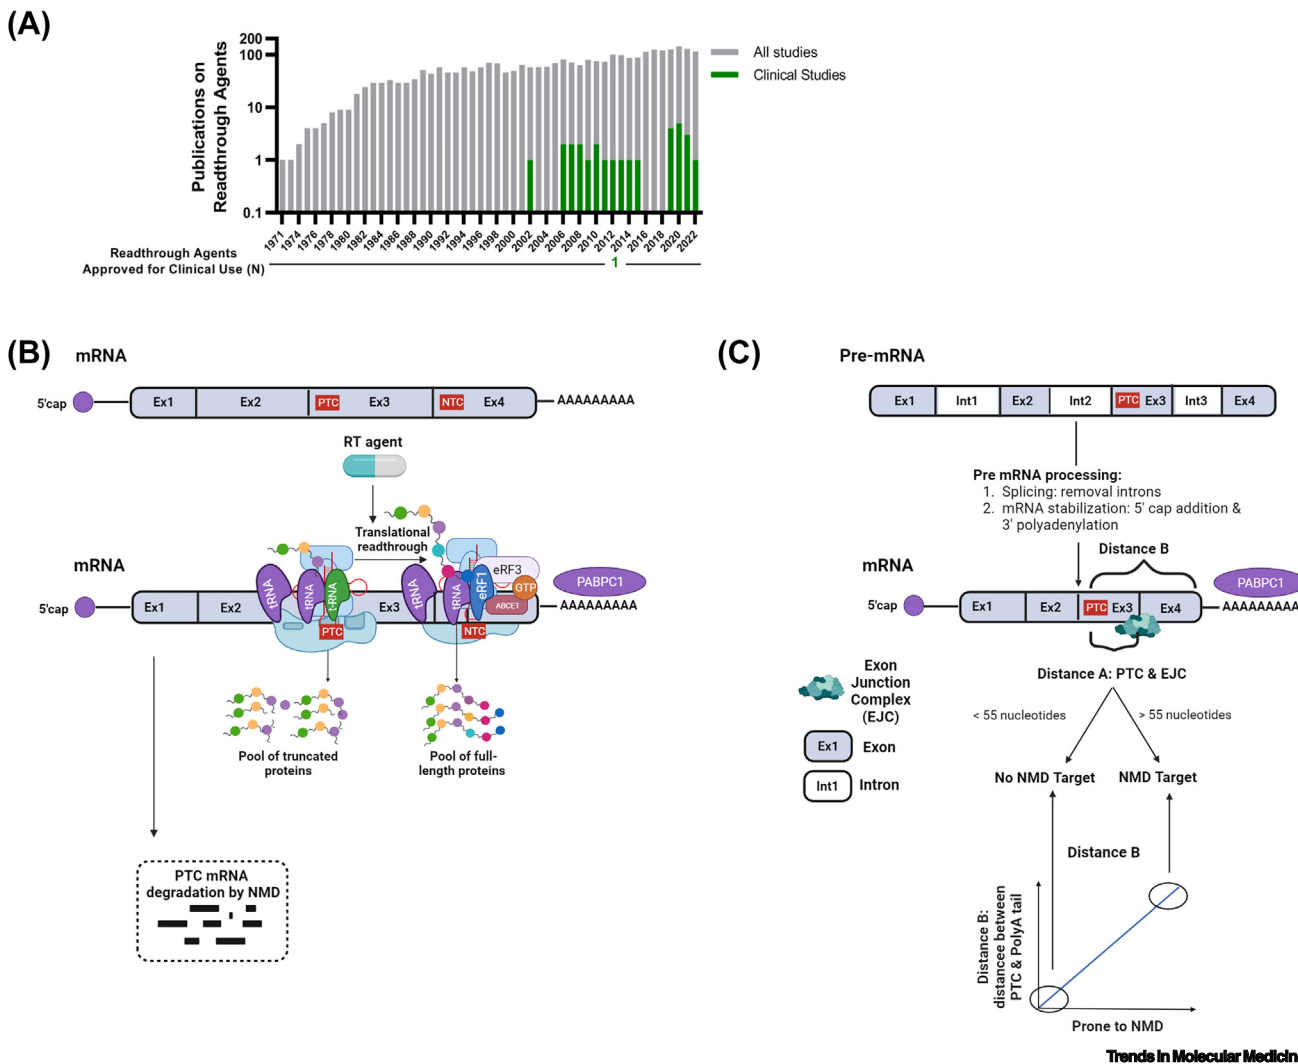 (A)
Publications on
Readthrough Agents
200
100
10
1
0.1
All studies
Clinical Studies
1971
1974
1976
1978
1980
1982
1984
1986
1988
1990
1992
1994
1996
1998
2000
2002
2004
2006
2008
2010
2012
2014
2016
2018
2020
2022
Readthrough Agents
Approved for Clinical Use (N)
1
(B)
mRNA
5'cap
Ex1
Ex2
PTC
Ex3
NTC
Ex4
AAAAAAAAA
RT agent
Translational
readthrough
mRNA
5'cap
Ex1
Ex2
tRNA
tRNA
t-RNA
PTC
Ex3
tRNA
tRNA
eRF1
eRF3
GTP
ABCE1
NTC
PABPC1
AAAAAAAAA
Pool of truncated
proteins
Pool of full-
length proteins
PTC mRNA
degradation by NMD
(C)
Pre-mRNA
Ex1
Int1
Ex2
Int2
PTC
Ex3
Int3
Ex4
Pre mRNA processing:
1. Splicing: removal introns
2. mRNA stabilization: 5' cap addition &
3' polyadenylation
mRNA
Distance B
PABPC1
5'cap
Ex1
Ex2
PTC
Ex3
Ex4
AAAAAAAAA
Exon
Junction
Complex
(EJC)
Ex1
Exon
Int1
Intron
Distance A: PTC & EJC
< 55 nucleotides
> 55 nucleotides
No NMD Target
NMD Target
Distance B
Distance B:
distancee between
PTC & PolyA tail
Prone to NMD
Trends in Molecular Medicin